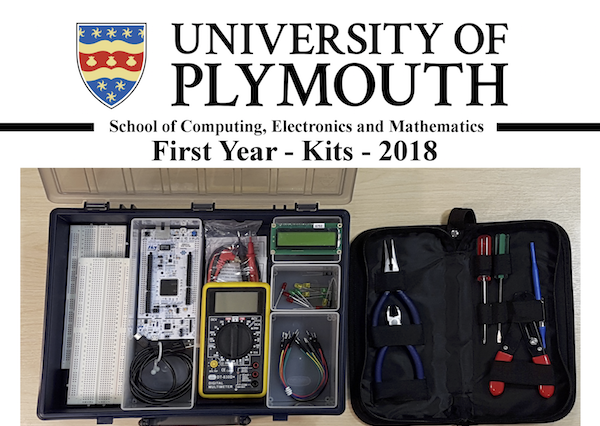 UNIVERSITY OF
PLYMOUTH
School of Computing, Electronics and Mathematics
First Year - Kits - 2018
DIGITAL
MULTIMETER